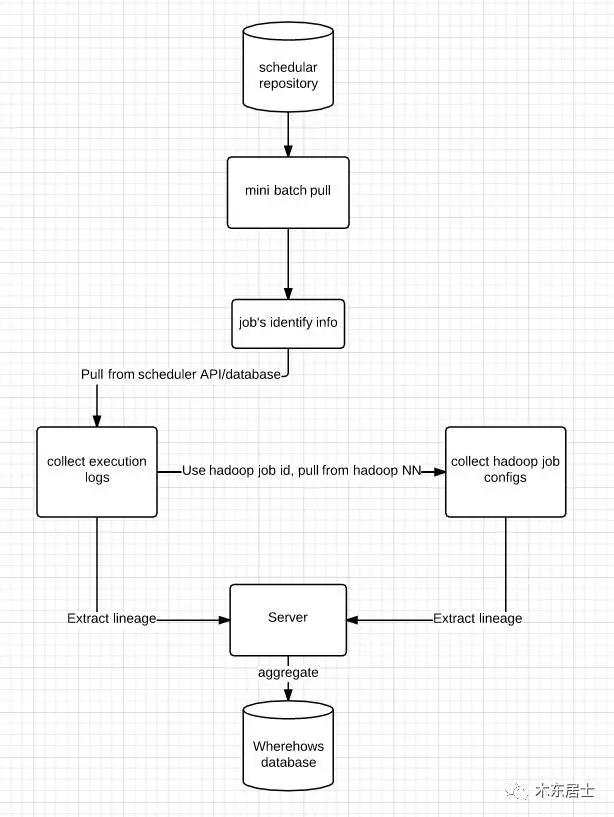 schedular
repository
mini batch pull
job's identify info
Pull from scheduler API/database
collect execution
logs
Use hadoop job id, pull from hadoop NN
collect hadoop job
configs
Extract lineage
Server
Extract lineage
aggregate
Wherehows
database
木东居士